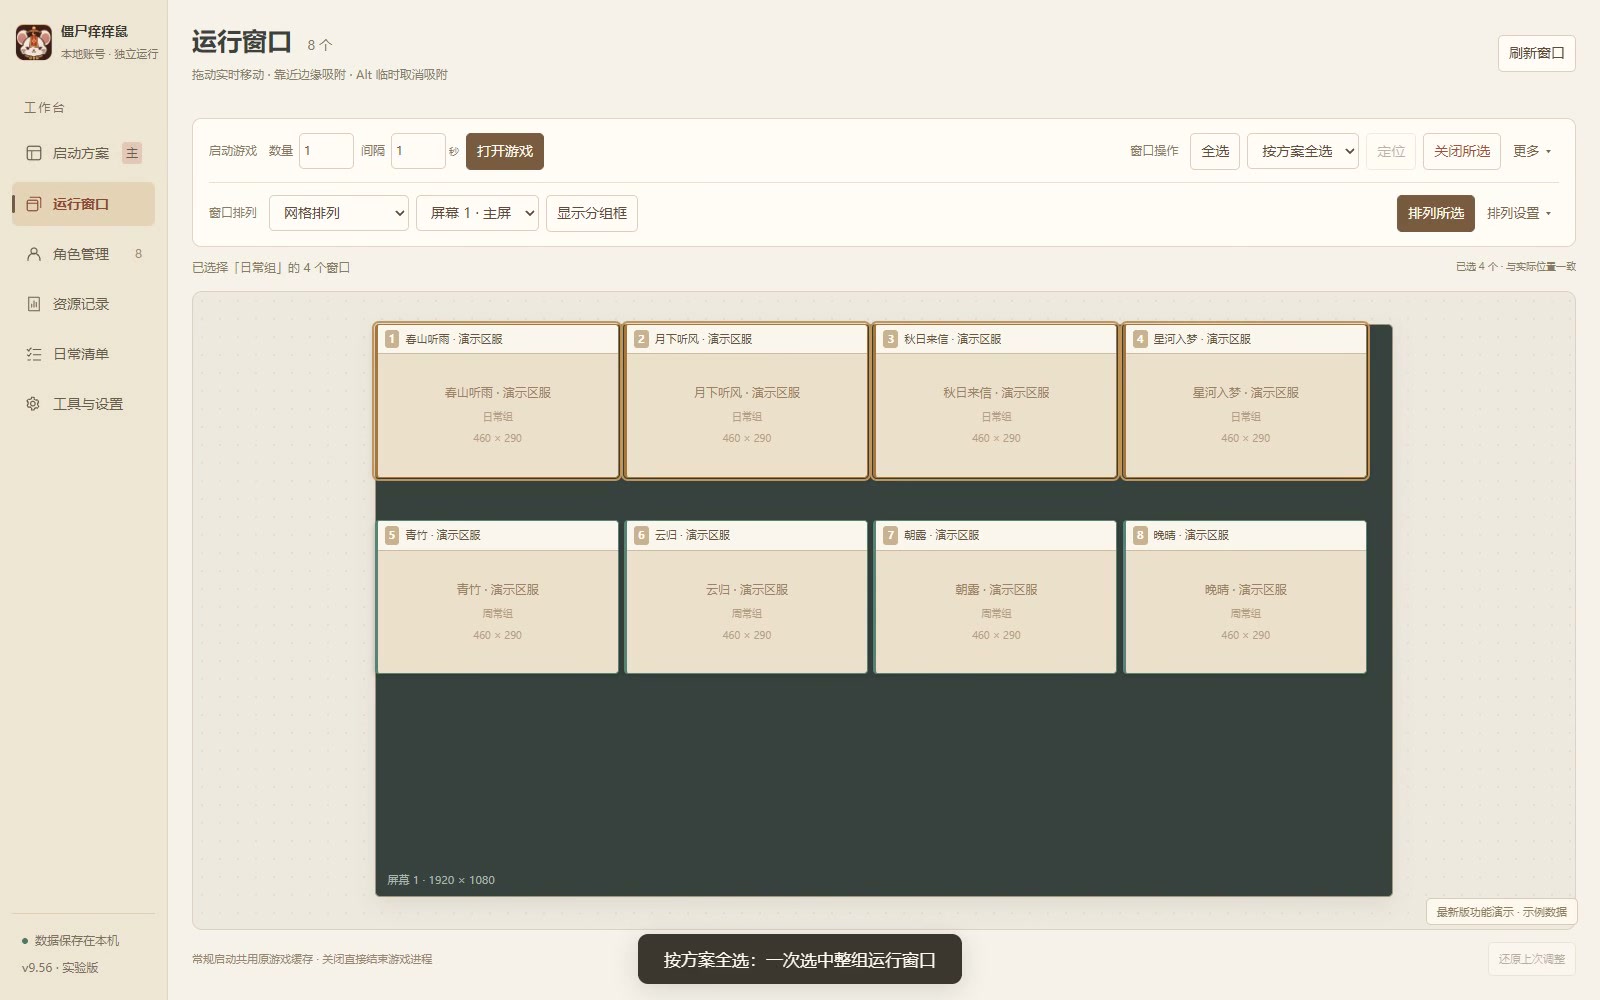 僵尸痒痒鼠
本地账号 · 独立运行
工作台
启动方案 主
运行窗口
角色管理 8
资源记录
日常清单
工具与设置
数据保存在本机
v9.56 · 实验版
运行窗口 8 个
拖动实时移动 · 靠近边缘吸附 · Alt 临时取消吸附
刷新窗口
启动游戏 数量 1 间隔 1 秒 打开游戏
窗口操作 全选 按方案全选 定位 关闭所选 更多
窗口排列 网格排列 屏幕 1 · 主屏 显示分组框
排列所选 排列设置
已选择「日常组」的 4 个窗口
已选 4 个 · 与实际位置一致
1 春山听雨 · 演示区服
春山听雨 · 演示区服
日常组
460 × 290
2 月下听风 · 演示区服
月下听风 · 演示区服
日常组
460 × 290
3 秋日来信 · 演示区服
秋日来信 · 演示区服
日常组
460 × 290
4 星河入梦 · 演示区服
星河入梦 · 演示区服
日常组
460 × 290
5 青竹 · 演示区服
青竹 · 演示区服
周常组
460 × 290
6 云归 · 演示区服
云归 · 演示区服
周常组
460 × 290
7 朝露 · 演示区服
朝露 · 演示区服
周常组
460 × 290
8 晚晴 · 演示区服
晚晴 · 演示区服
周常组
460 × 290
屏幕 1 · 1920 × 1080
最新版功能演示 · 示例数据
常规启动共用原游戏缓存 · 关闭直接结束游戏进程
按方案全选：一次选中整组运行窗口
还原上次调整